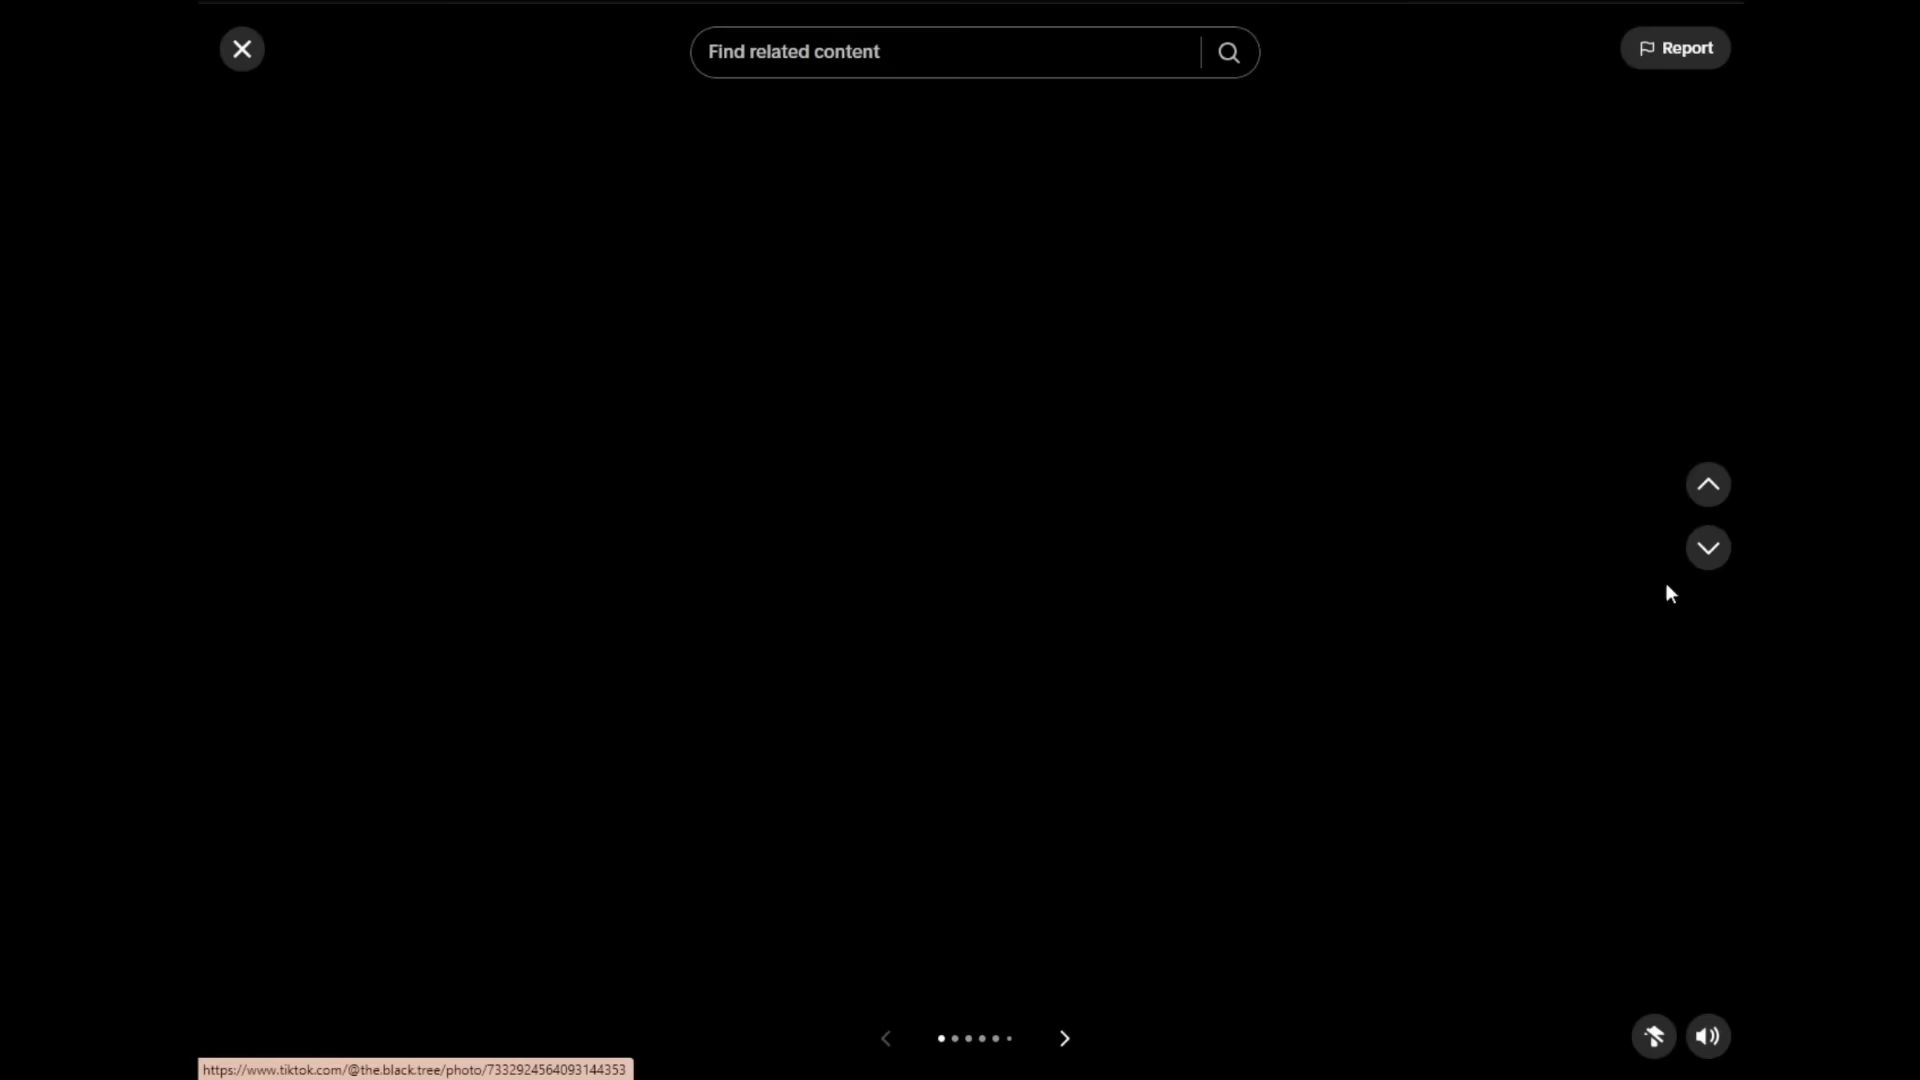 Find related content
Report
https://www.tiktok.com/@the.black.tree/photo/7332924564093144353